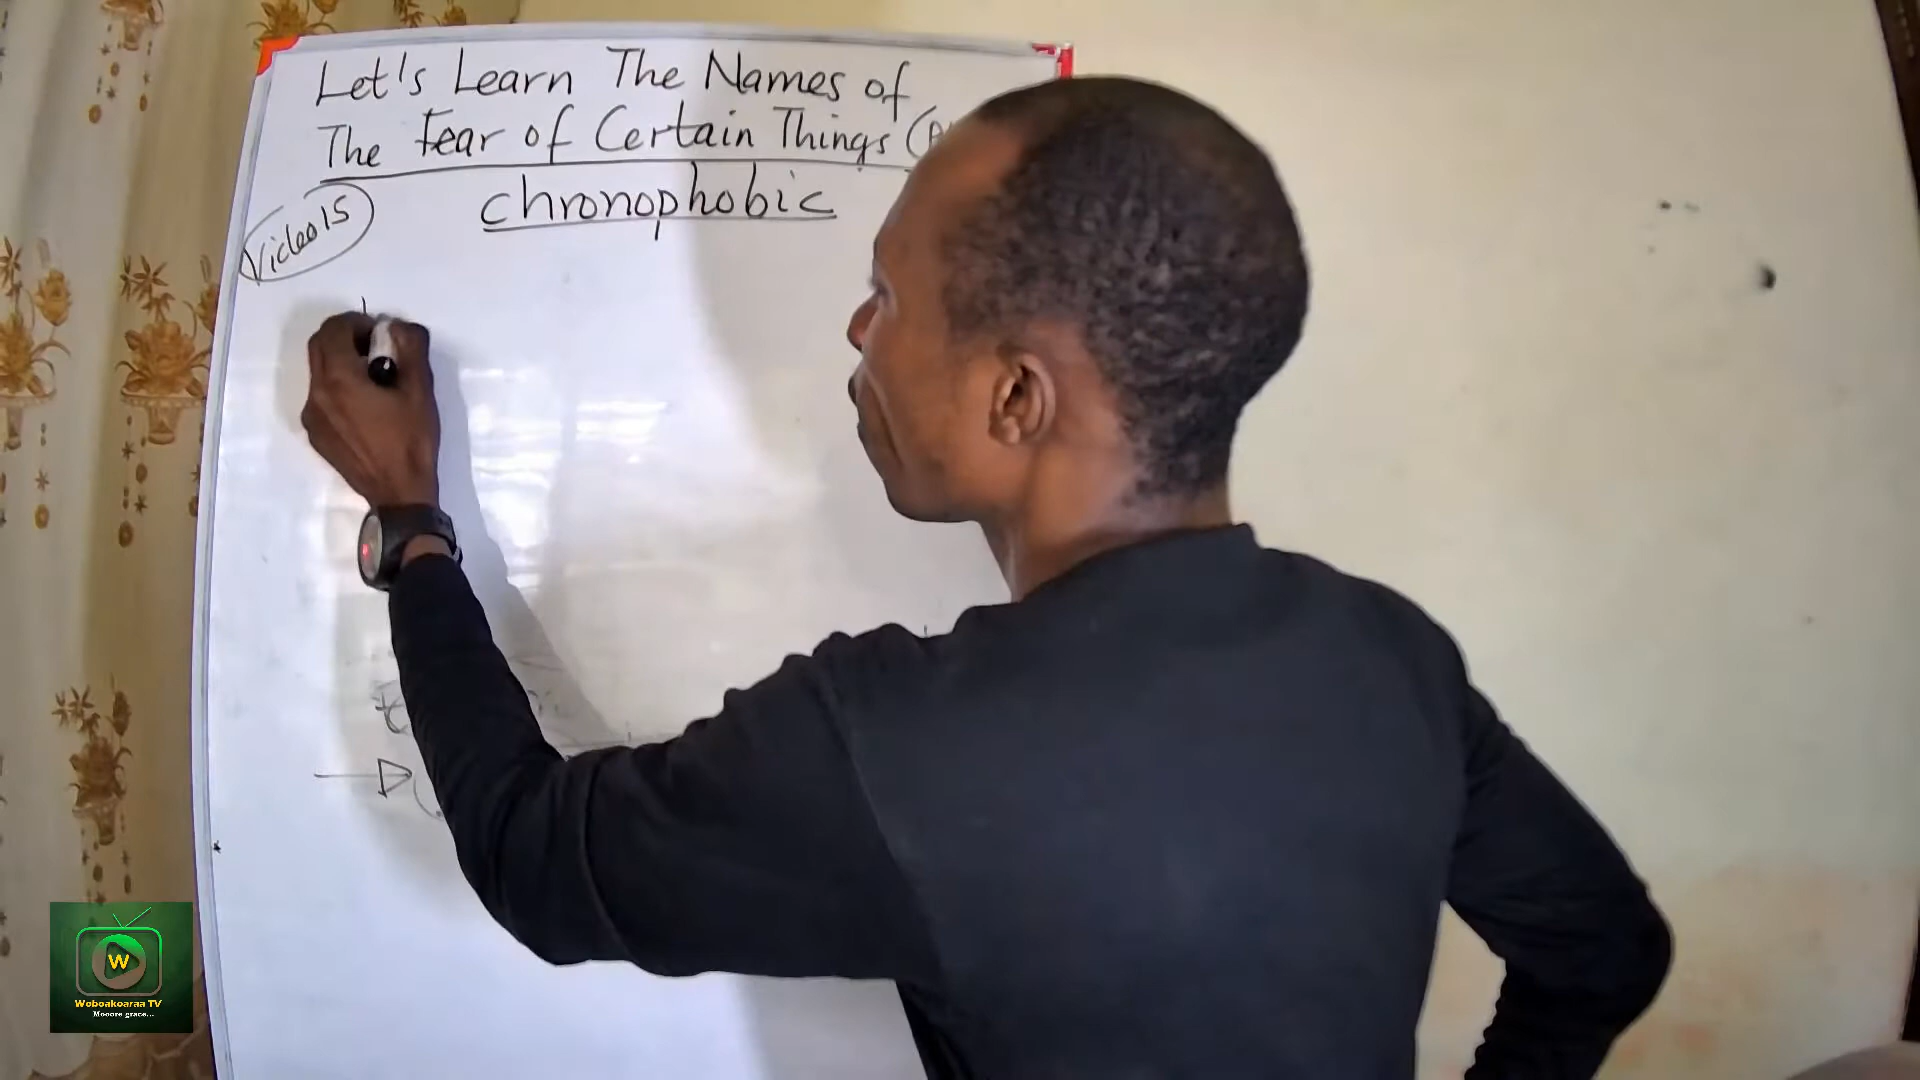 Let's Learn The Names of
The Fear of Certain Things
chronophobic
Video 15
W
Woboakoaraa TV
Mooore grace...